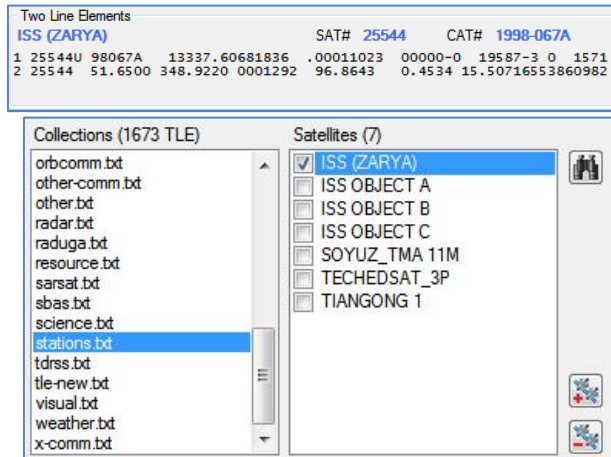 Two Line Elements
ISS (ZARYA) SAT# 25544 CAT# 1998-067A
1 25544U 98067A 13337.60681836 .00011023 00000-0 19587-3 0 1571
2 25544 51.6500 348.9220 0001292 96.8643 0.4534 15.50716553860982
Collections (1673 TLE)
orbcomm.txt
other-comm.txt
other.txt
radar.txt
raduga.txt
resource.txt
sarsat.txt
sbas.txt
science.txt
stations.txt
tdrss.txt
tle-new.txt
visual.txt
weather.txt
x-comm.txt
Satellites (7)
ISS (ZARYA)
ISS OBJECT A
ISS OBJECT B
ISS OBJECT C
SOYUZ_TMA 11M
TECHEDSAT_3P
TIANGONG 1